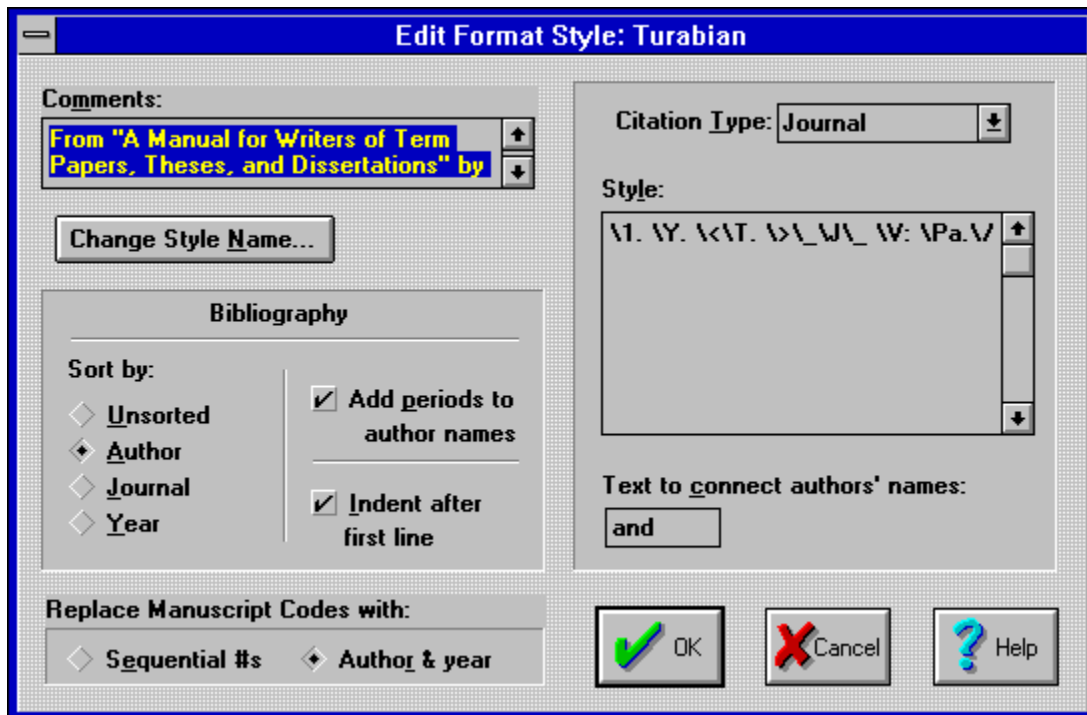 Edit Format Style: Turabian
Comments:
From "A Manual for Writers of Term
Papers, Theses, and Dissertations" by
Change Style Name...
Bibliography
Sort by:
Unsorted
Author
Journal
Year
Add periods to
author names
Indent after
first line
Replace Manuscript Codes with:
Sequential #s
Author & year
Citation Type:
Journal
Style:
\1. \Y. \<\T. \>\_\J\_ \V: \Pa.\/
Text to connect authors' names:
and
OK
Cancel
Help